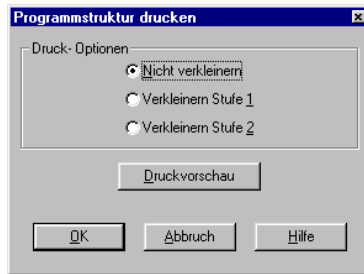 Programmstruktur drucken
Druck- Optionen
Nicht verkleinern
Verkleinern Stufe 1
Verkleinern Stufe 2
Druckvorschau
OK Abbruch Hilfe